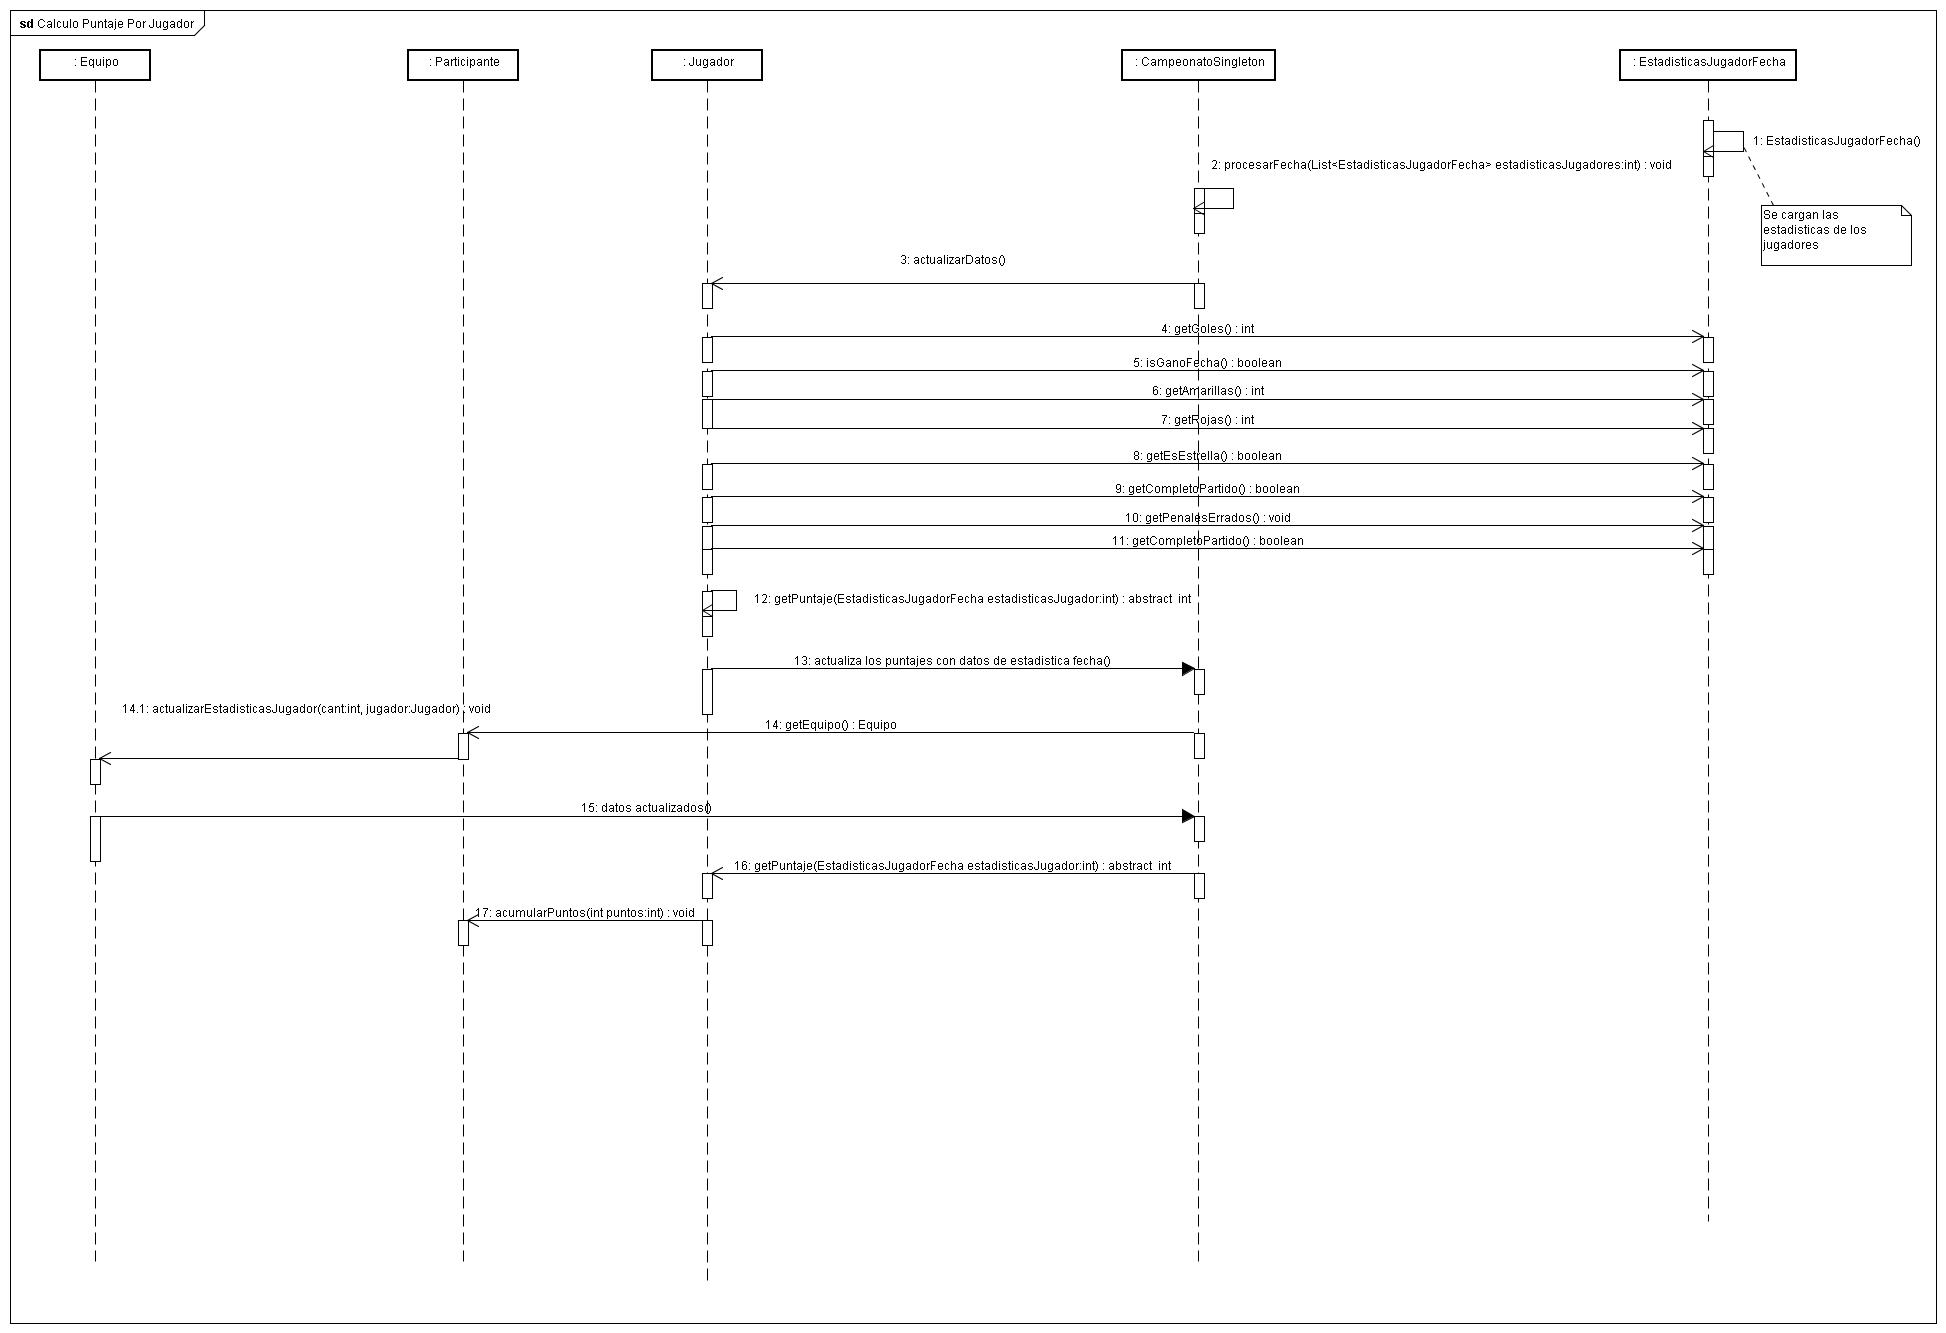 sd Calculo Puntaje Por Jugador
: Equipo
: Participante
: Jugador
: CampeonatoSingleton
: EstadisticasJugadorFecha
1: EstadisticasJugadorFecha()
2: procesarFecha(List<EstadisticasJugadorFecha> estadisticasJugadores:int) : void
Se cargan las
estadisticas de los
jugadores
3: actualizarDatos()
4: getGoles() : int
5: isGanoFecha() : boolean
6: getAmarillas() : int
7: getRojas() : int
8: getEsEstrella() : boolean
9: getCompletoPartido() : boolean
10: getPenalesErrados() : void
11: getCompletoPartido() : boolean
12: getPuntaje(EstadisticasJugadorFecha estadisticasJugador:int) : abstract int
13: actualiza los puntajes con datos de estadistica fecha()
14.1: actualizarEstadisticasJugador(cant:int, jugador:Jugador) : void
14: getEquipo() : Equipo
15: datos actualizados()
16: getPuntaje(EstadisticasJugadorFecha estadisticasJugador:int) : abstract int
17: acumularPuntos(int puntos:int) : void